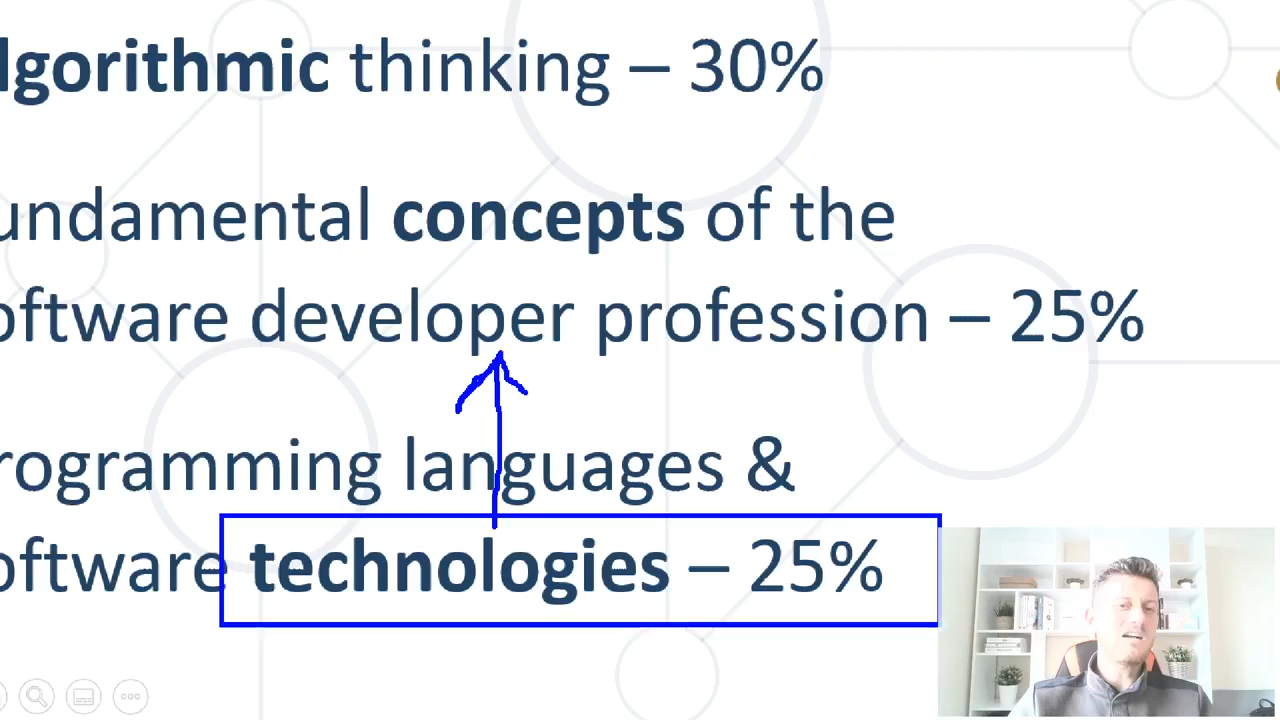 lgorithmic thinking – 30%
undamental concepts of the
oftware developer profession – 25%
rogramming languages &
oftware technologies – 25%